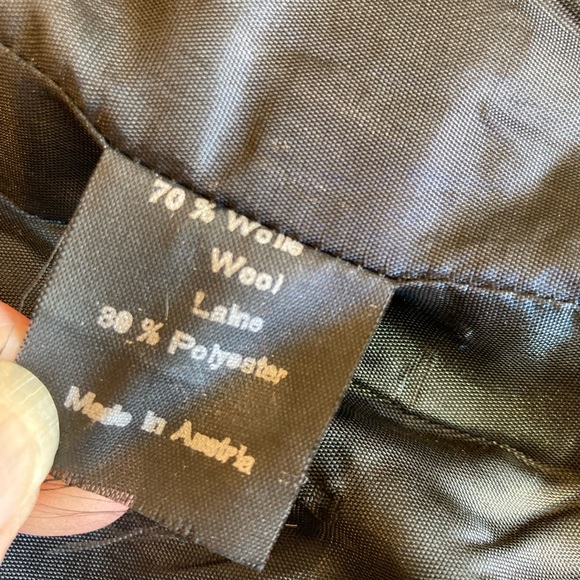 70 % Wolle
Wool
Laine
30 % Polyester
Made in Austria